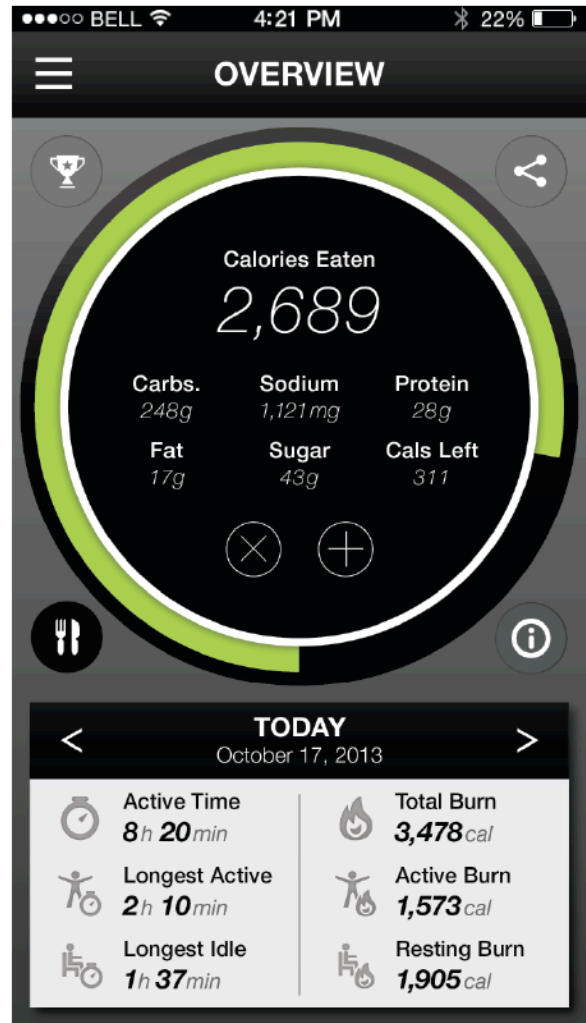 BELL 4:21 PM 22%
OVERVIEW
Calories Eaten
2,689
Carbs. Sodium Protein
248g 1,121mg 28g
Fat Sugar Cals Left
17g 43g 311
< TODAY >
October 17, 2013
Active Time Total Burn
8h 20min 3,478cal
Longest Active Active Burn
2h 10min 1,573cal
Longest Idle Resting Burn
1h 37min 1,905cal